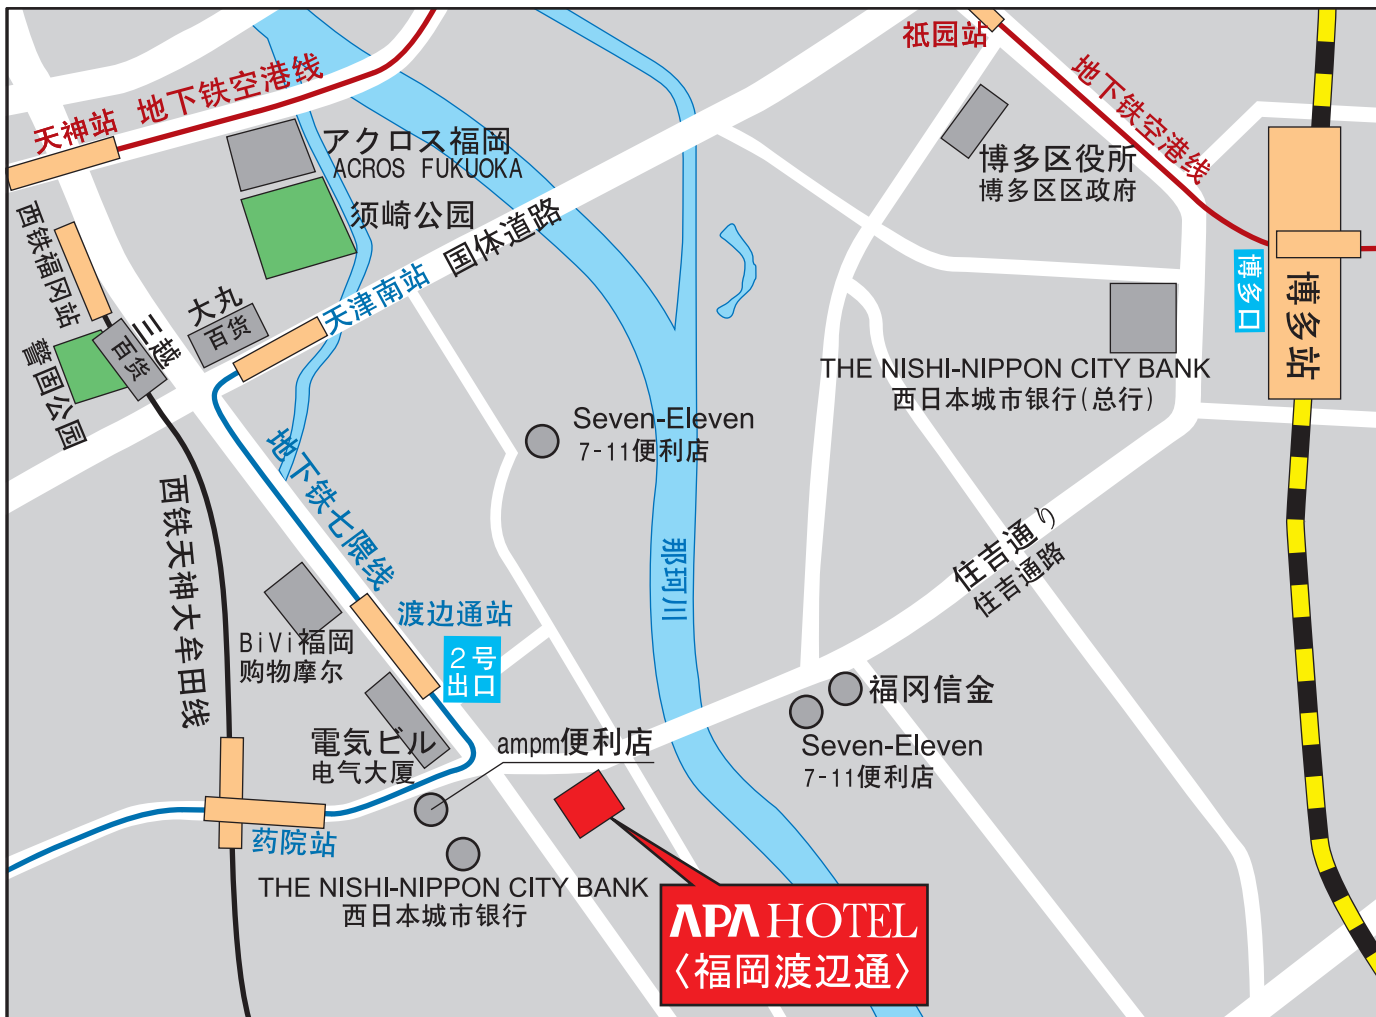 祇园站
地下铁空港线
地下铁空港线
天神站
アクロス福岡
ACROS FUKUOKA
须崎公园
国体道路
博多区役所
博多区区政府
西铁福冈站
天津南站
大丸
百货
三越
百货
警固公园
博多口
博多站
THE NISHI-NIPPON CITY BANK
西日本城市银行(总行)
Seven-Eleven
7-11便利店
地下铁七隈线
西铁天神大牟田线
那珂川
住吉通り
住吉通路
渡边通站
2号
出口
BiVi福岡
购物摩尔
電気ビル
电气大厦
ampm便利店
福冈信金
Seven-Eleven
7-11便利店
药院站
THE NISHI-NIPPON CITY BANK
西日本城市银行
APA HOTEL
〈福岡渡辺通〉